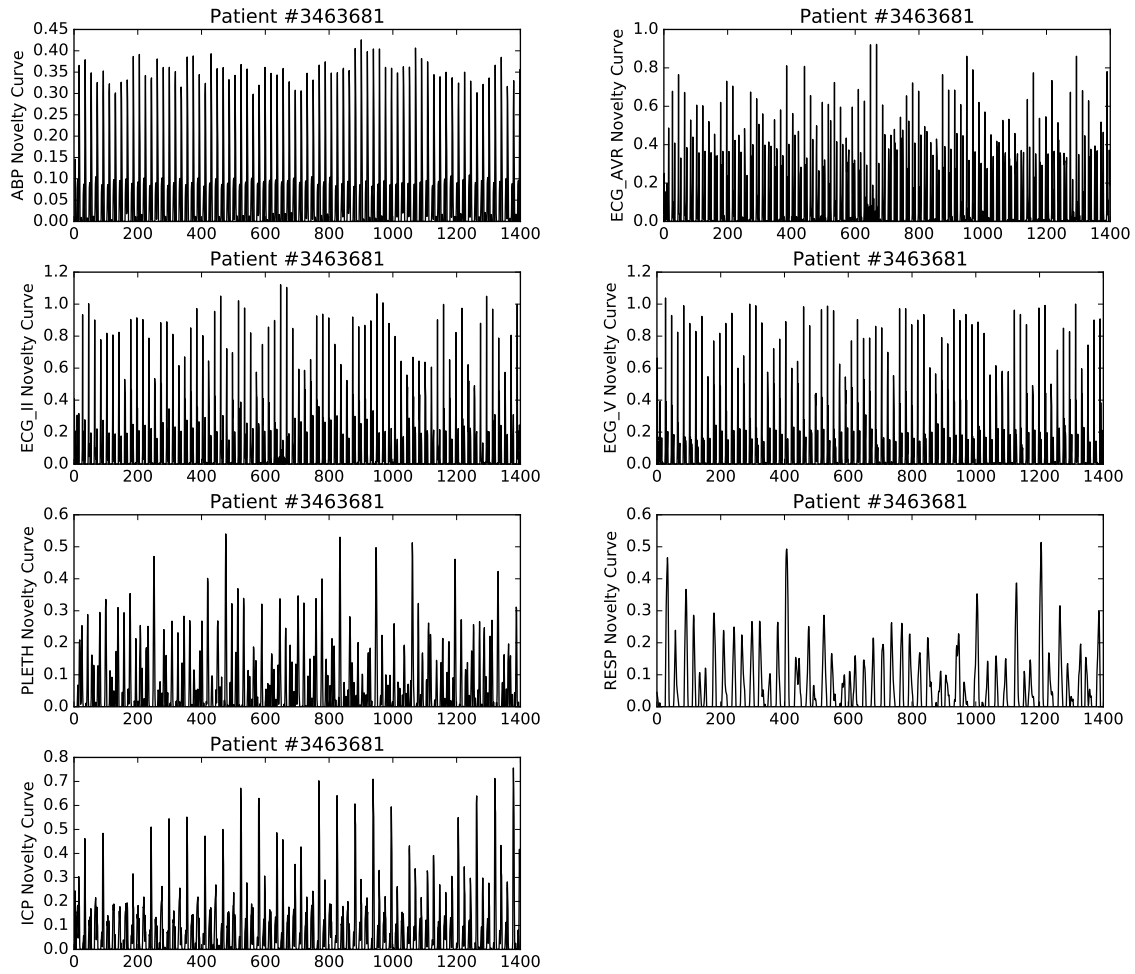 Patient #3463681
ABP Novelty Curve
0.45
0.40
0.35
0.30
0.25
0.20
0.15
0.10
0.05
0.00
0 200 400 600 800 1000 1200 1400
Patient #3463681
ECG_AVR Novelty Curve
1.0
0.8
0.6
0.4
0.2
0.0
0 200 400 600 800 1000 1200 1400
Patient #3463681
ECG_II Novelty Curve
1.2
1.0
0.8
0.6
0.4
0.2
0.0
0 200 400 600 800 1000 1200 1400
Patient #3463681
ECG_V Novelty Curve
1.2
1.0
0.8
0.6
0.4
0.2
0.0
0 200 400 600 800 1000 1200 1400
Patient #3463681
PLETH Novelty Curve
0.6
0.5
0.4
0.3
0.2
0.1
0.0
0 200 400 600 800 1000 1200 1400
Patient #3463681
RESP Novelty Curve
0.6
0.5
0.4
0.3
0.2
0.1
0.0
0 200 400 600 800 1000 1200 1400
Patient #3463681
ICP Novelty Curve
0.8
0.7
0.6
0.5
0.4
0.3
0.2
0.1
0.0
0 200 400 600 800 1000 1200 1400